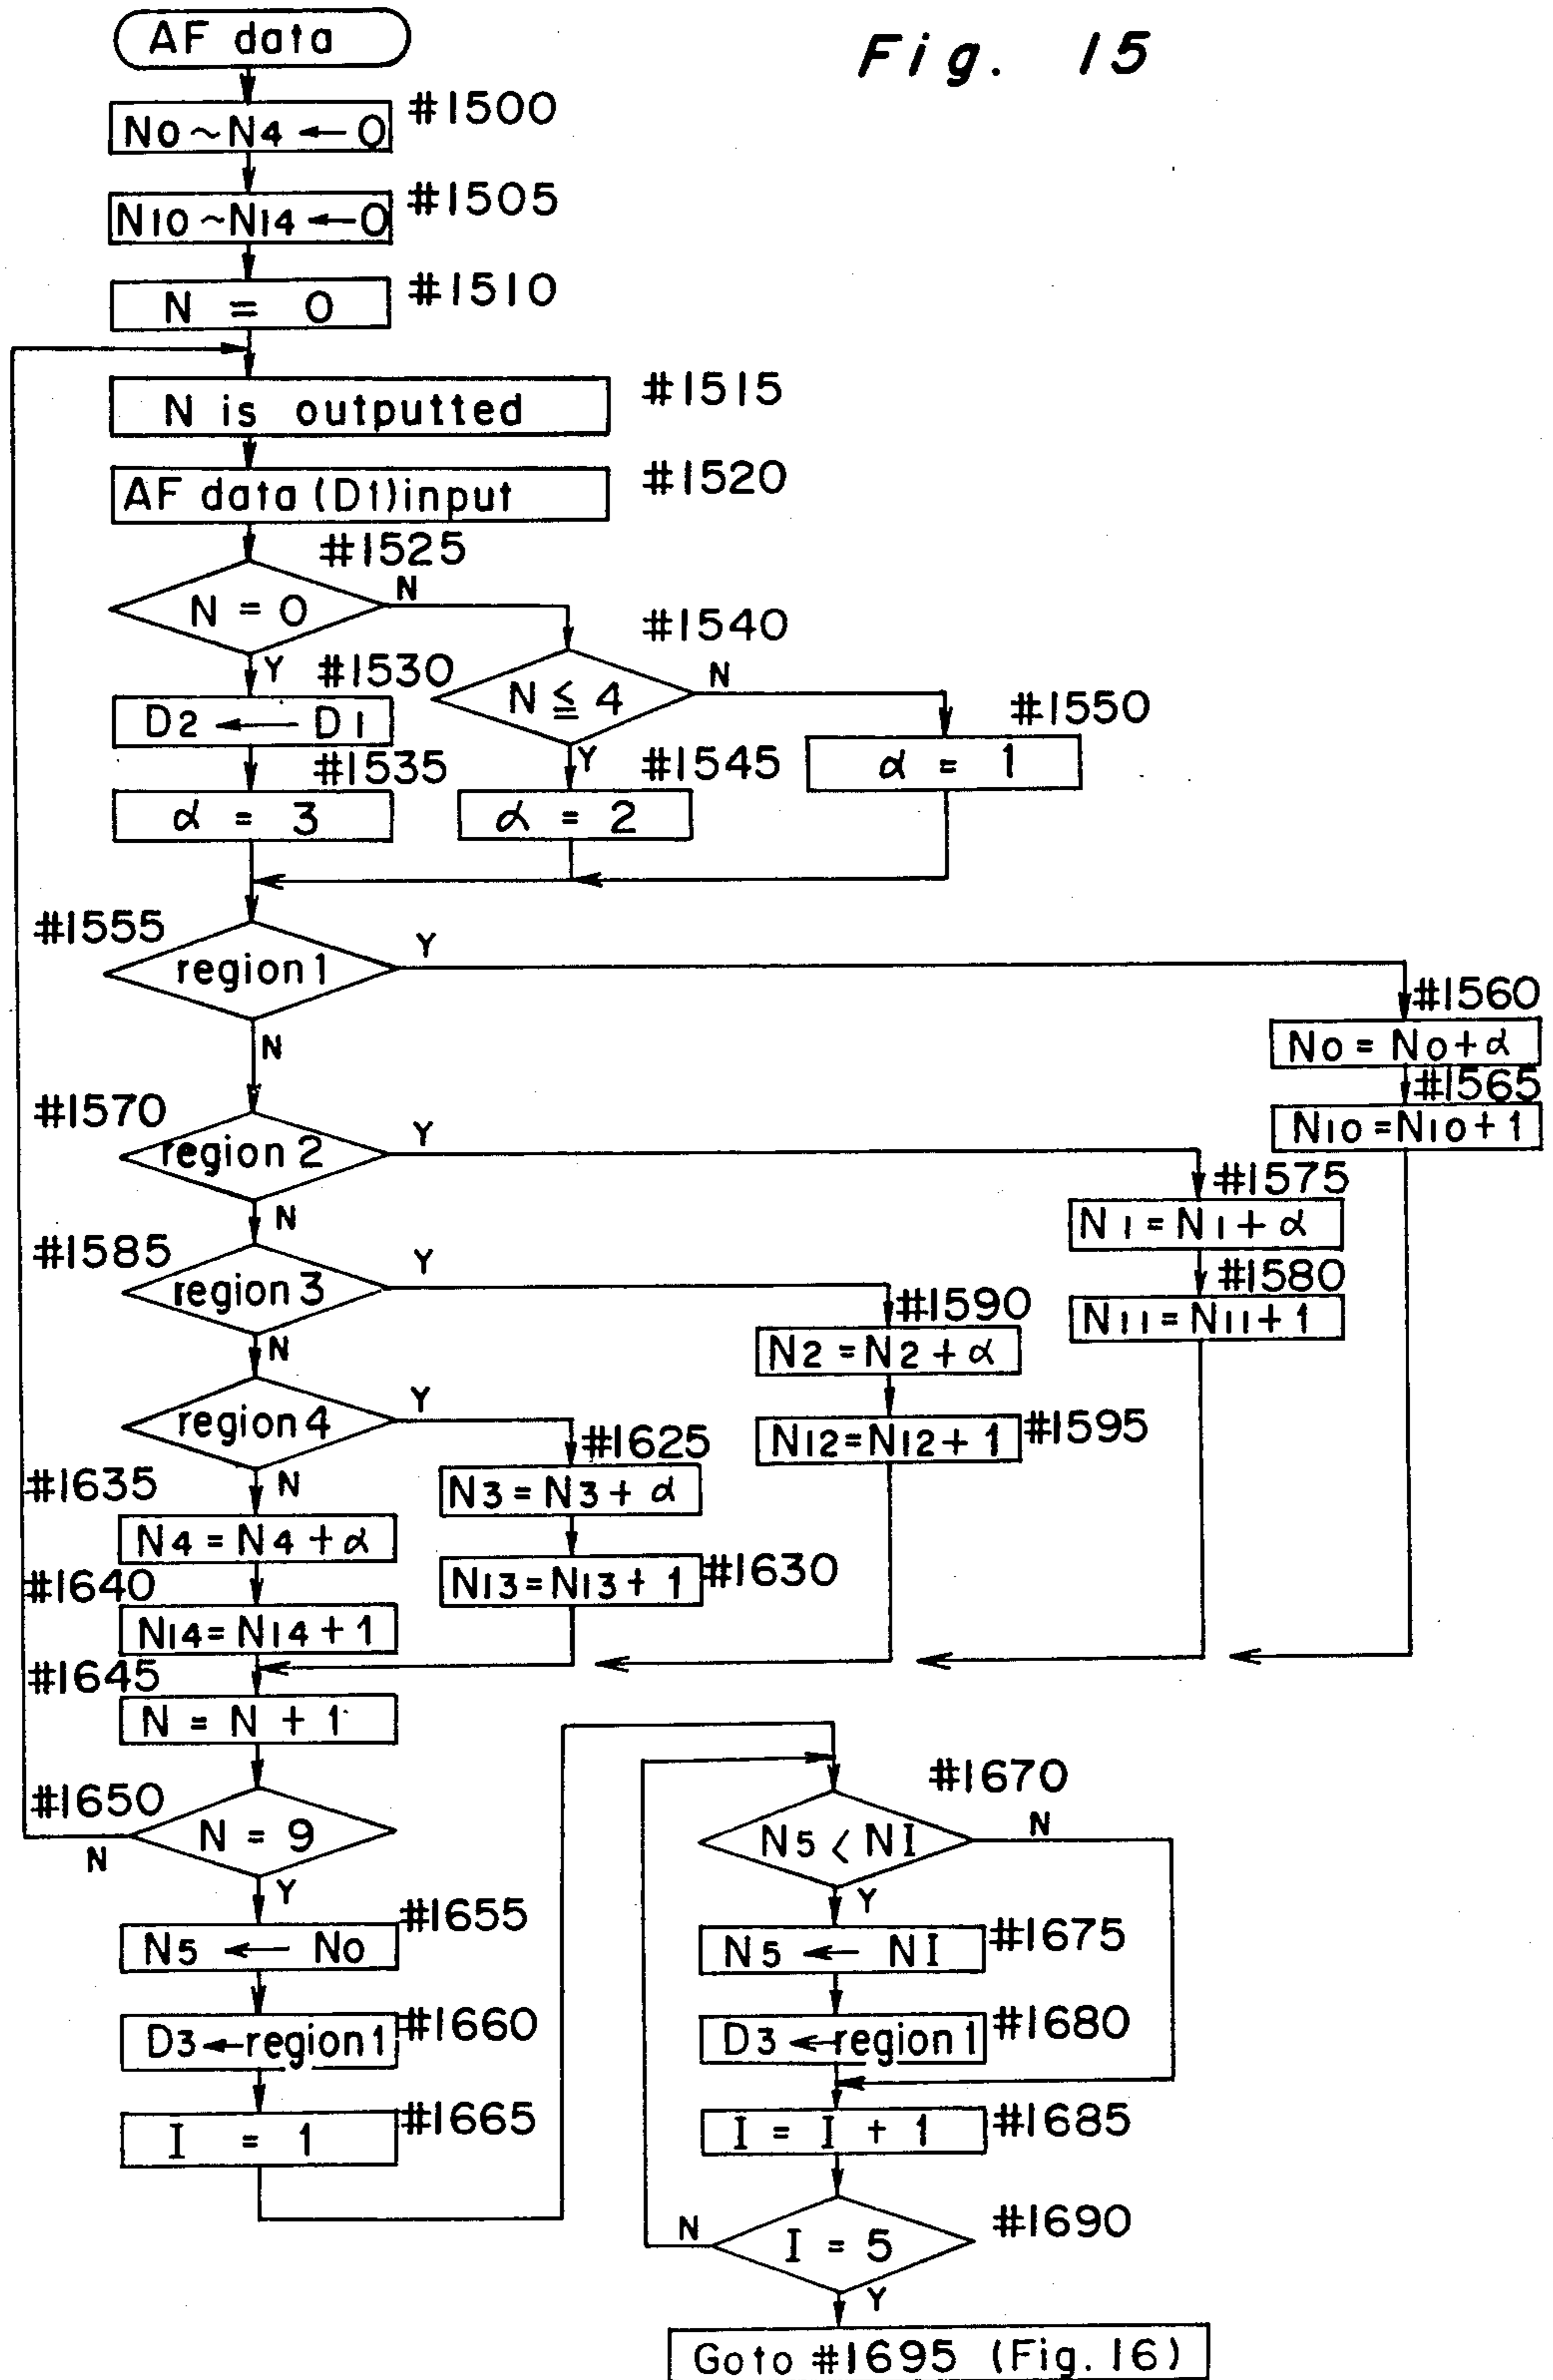 Fig. 15
AF data
#1500
N0~N4 ← 0
#1505
N10~N14 ← 0
#1510
N = 0
#1515
N is outputted
#1520
AF data (D1) input
#1525
N = 0
N
Y
#1540
N ≦ 4
N
Y
#1530
D2 ← D1
#1550
α = 1
#1535
α = 3
#1545
α = 2
#1555
region 1
Y
N
#1560
N0 = N0 + α
#1565
N10 = N10 + 1
#1570
region 2
Y
N
#1575
N1 = N1 + α
#1580
N11 = N11 + 1
#1585
region 3
Y
N
#1590
N2 = N2 + α
#1595
N12 = N12 + 1
region 4
Y
N
#1625
N3 = N3 + α
#1630
N13 = N13 + 1
#1635
N4 = N4 + α
#1640
N14 = N14 + 1
#1645
N = N + 1
#1650
N = 9
N
Y
#1655
N5 ← N0
#1660
D3 ← region 1
#1665
I = 1
#1670
N5 < NI
N
Y
#1675
N5 ← NI
#1680
D3 ← region 1
#1685
I = I + 1
#1690
I = 5
N
Y
Goto #1695 (Fig. 16)